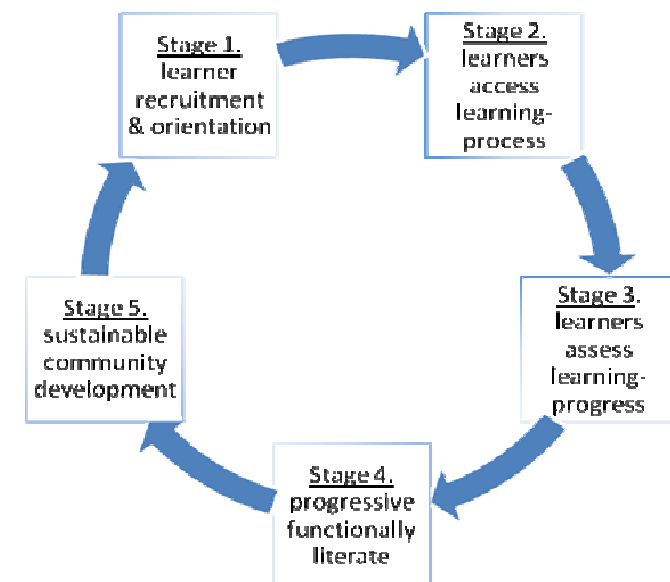 Stage 1.
learner
recruitment
& orientation
Stage 2.
learners
access
learning-
process
Stage 3.
learners
assess
learning-
progress
Stage 4.
progressive
functionally
literate
Stage 5.
sustainable
community
development